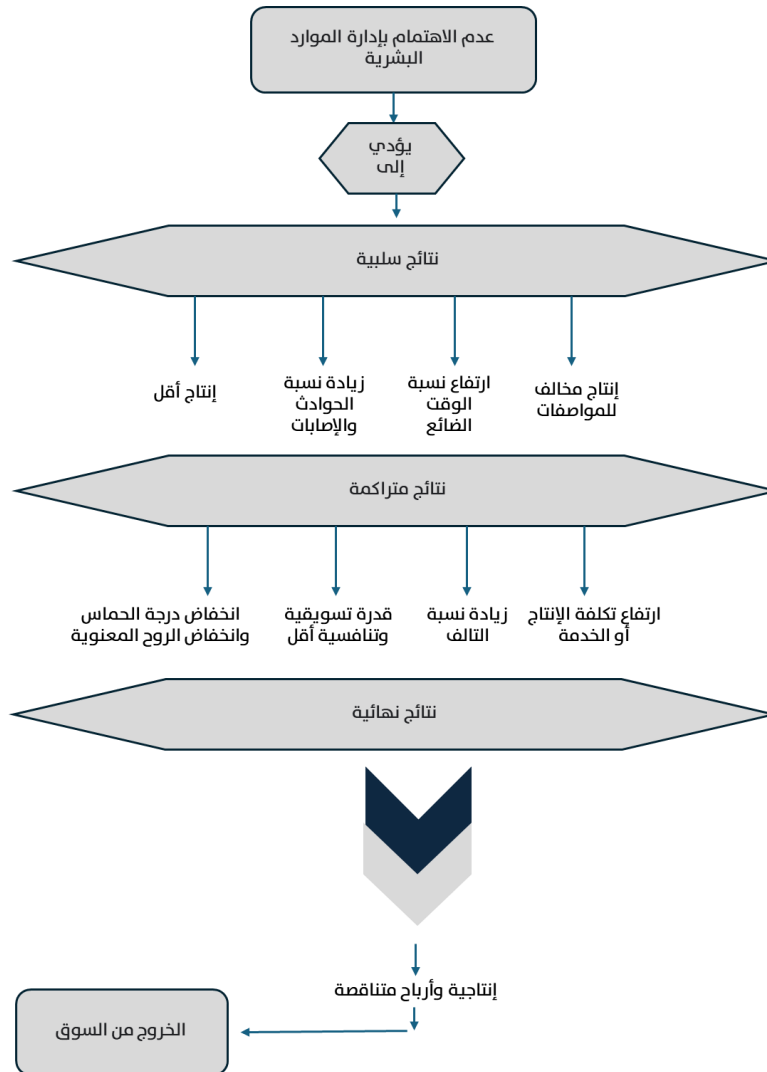 عدم الاهتمام بإدارة الموارد
البشرية
يؤدي
إلى
نتائج سلبية
إنتاج مخالف
للمواصفات
ارتفاع نسبة
الوقت
الضائع
زيادة نسبة
الحوادث
والإصابات
إنتاج أقل
نتائج متراكمة
ارتفاع تكلفة الإنتاج
أو الخدمة
زيادة نسبة
التالف
قدرة تسويقية
وتنافسية أقل
انخفاض درجة الحماس
وانخفاض الروح المعنوية
نتائج نهائية
إنتاجية وأرباح متناقصة
الخروج من السوق